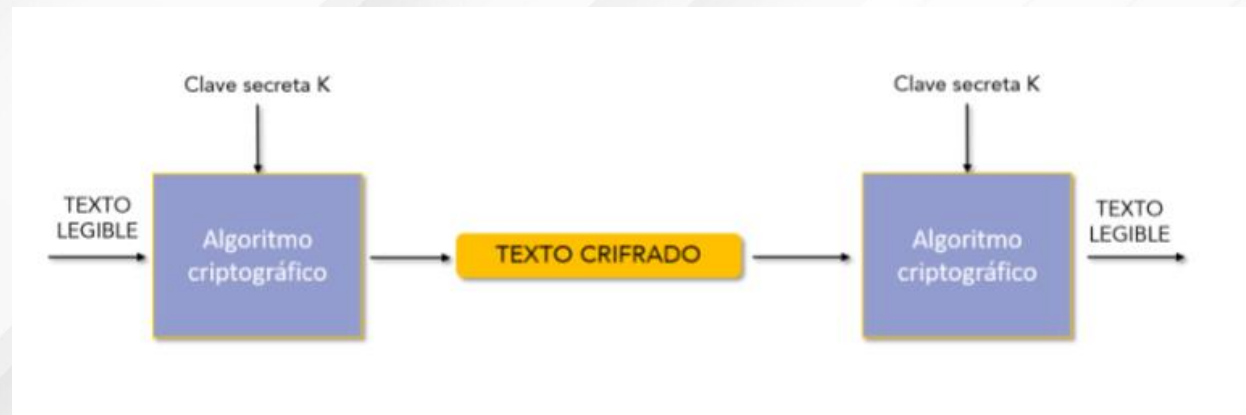 Clave secreta K
Clave secreta K
TEXTO
LEGIBLE
Algoritmo
criptográfico
TEXTO CRIFRADO
Algoritmo
criptográfico
TEXTO
LEGIBLE